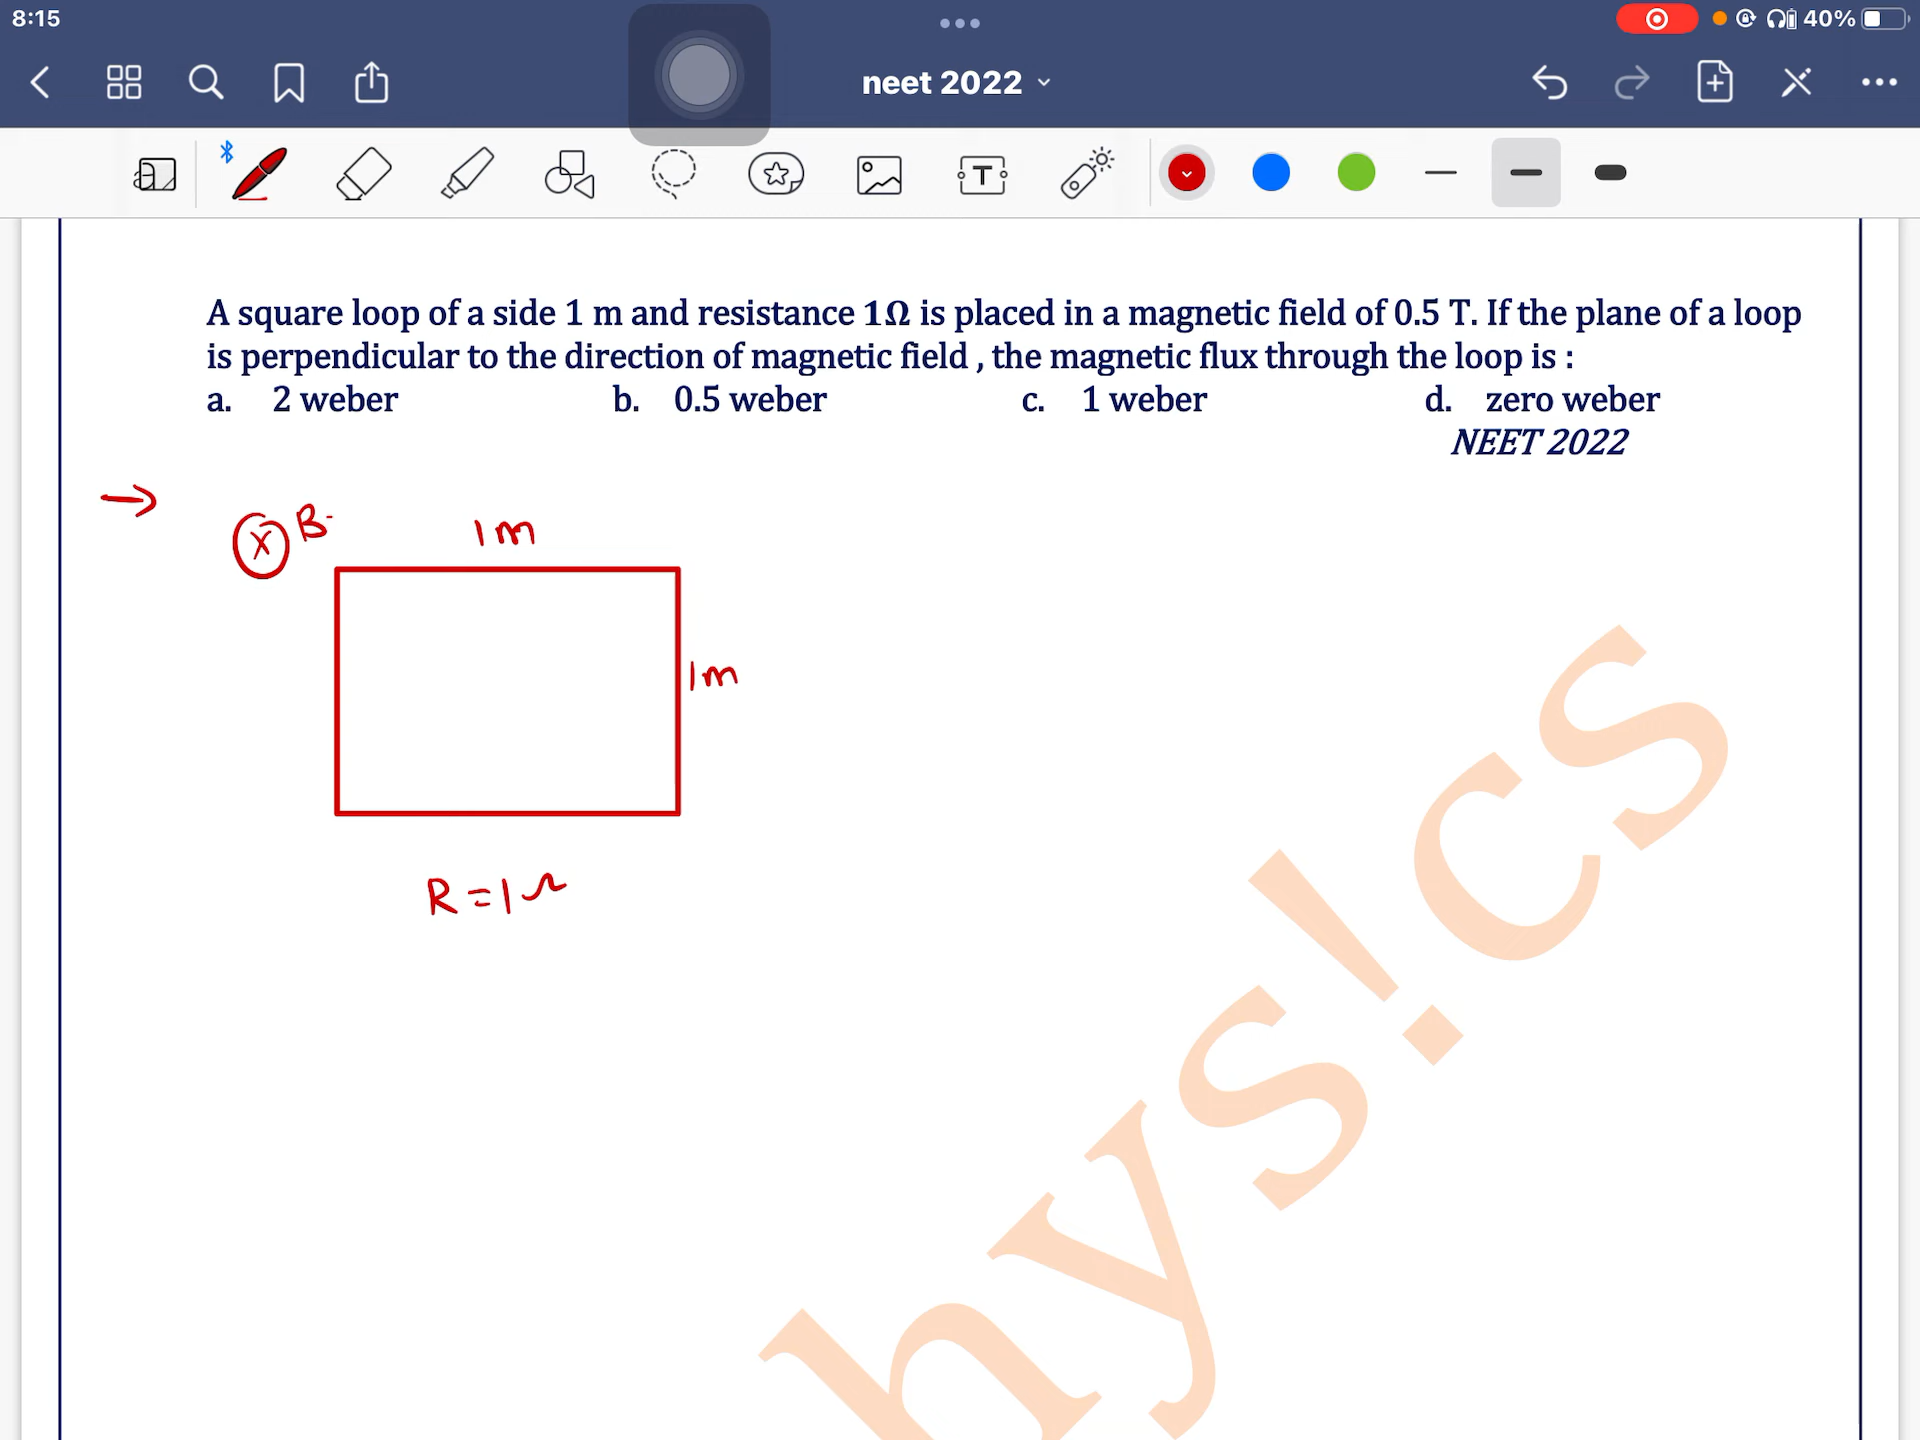 8:15
40%
neet 2022
A square loop of a side 1 m and resistance 1Ω is placed in a magnetic field of 0.5 T. If the plane of a loop
is perpendicular to the direction of magnetic field , the magnetic flux through the loop is :
a. 2 weber b. 0.5 weber c. 1 weber d. zero weber
NEET 2022
→
ⓧ B
1m
1m
R = 1Ω
hys!cs